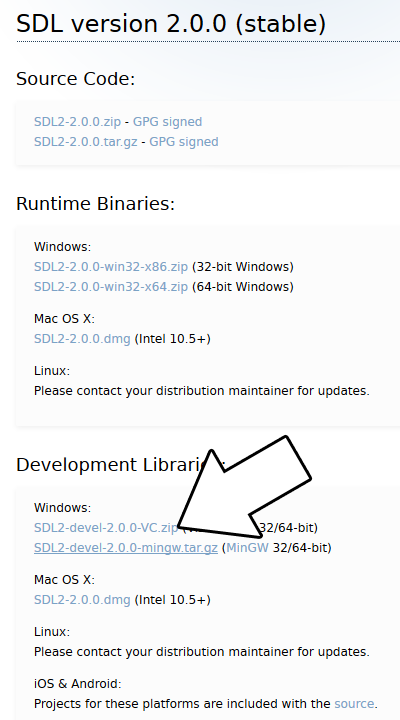 SDL version 2.0.0 (stable)
Source Code:
SDL2-2.0.0.zip - GPG signed
SDL2-2.0.0.tar.gz - GPG signed
Runtime Binaries:
Windows:
SDL2-2.0.0-win32-x86.zip (32-bit Windows)
SDL2-2.0.0-win32-x64.zip (64-bit Windows)
Mac OS X:
SDL2-2.0.0.dmg (Intel 10.5+)
Linux:
Please contact your distribution maintainer for updates.
Development Libraries:
Windows:
SDL2-devel-2.0.0-VC.zip 32/64-bit)
SDL2-devel-2.0.0-mingw.tar.gz (MinGW 32/64-bit)
Mac OS X:
SDL2-2.0.0.dmg (Intel 10.5+)
Linux:
Please contact your distribution maintainer for updates.
iOS & Android:
Projects for these platforms are included with the source.